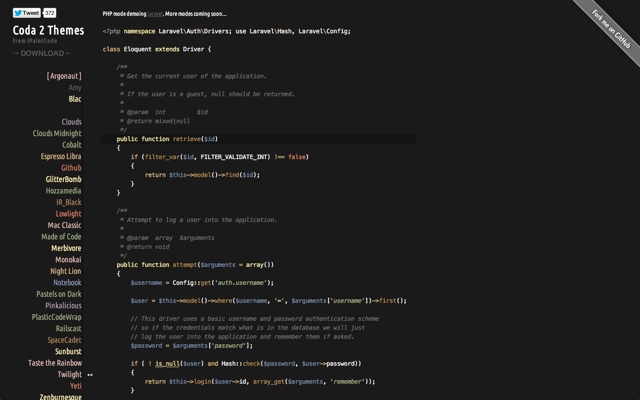 Tweet 372
Coda 2 Themes
from iPaintCode
→ DOWNLOAD ←
[ Argonaut ]
Amy
Blac
Clouds
Clouds Midnight
Cobalt
Espresso Libra
Github
GlitterBomb
Hozzamedia
IR_Black
Lowlight
Mac Classic
Made of Code
Merbivore
Monokai
Night Lion
Notebook
Pastels on Dark
Pinkalicious
PlasticCodeWrap
Railscast
SpaceCadet
Sunburst
Taste the Rainbow
Twilight ↔
Yeti
Zenburnesque
PHP mode demoing laravel. More modes coming soon...
<?php namespace Laravel\Auth\Drivers; use Laravel\Hash, Laravel\Config;
class Eloquent extends Driver {
/**
* Get the current user of the application.
*
* If the user is a guest, null should be returned.
*
* @param int $id
* @return mixed|null
*/
public function retrieve($id)
{
if (filter_var($id, FILTER_VALIDATE_INT) !== false)
{
return $this->model()->find($id);
}
}
/**
* Attempt to log a user into the application.
*
* @param array $arguments
* @return void
*/
public function attempt($arguments = array())
{
$username = Config::get('auth.username');
$user = $this->model()->where($username, '=', $arguments['username'])->first();
// This driver uses a basic username and password authentication scheme
// so if the credentials match what is in the database we will just
// log the user into the application and remember them if asked.
$password = $arguments['password'];
if ( ! is_null($user) and Hash::check($password, $user->password))
{
return $this->login($user->id, array_get($arguments, 'remember'));
}
Fork me on GitHub